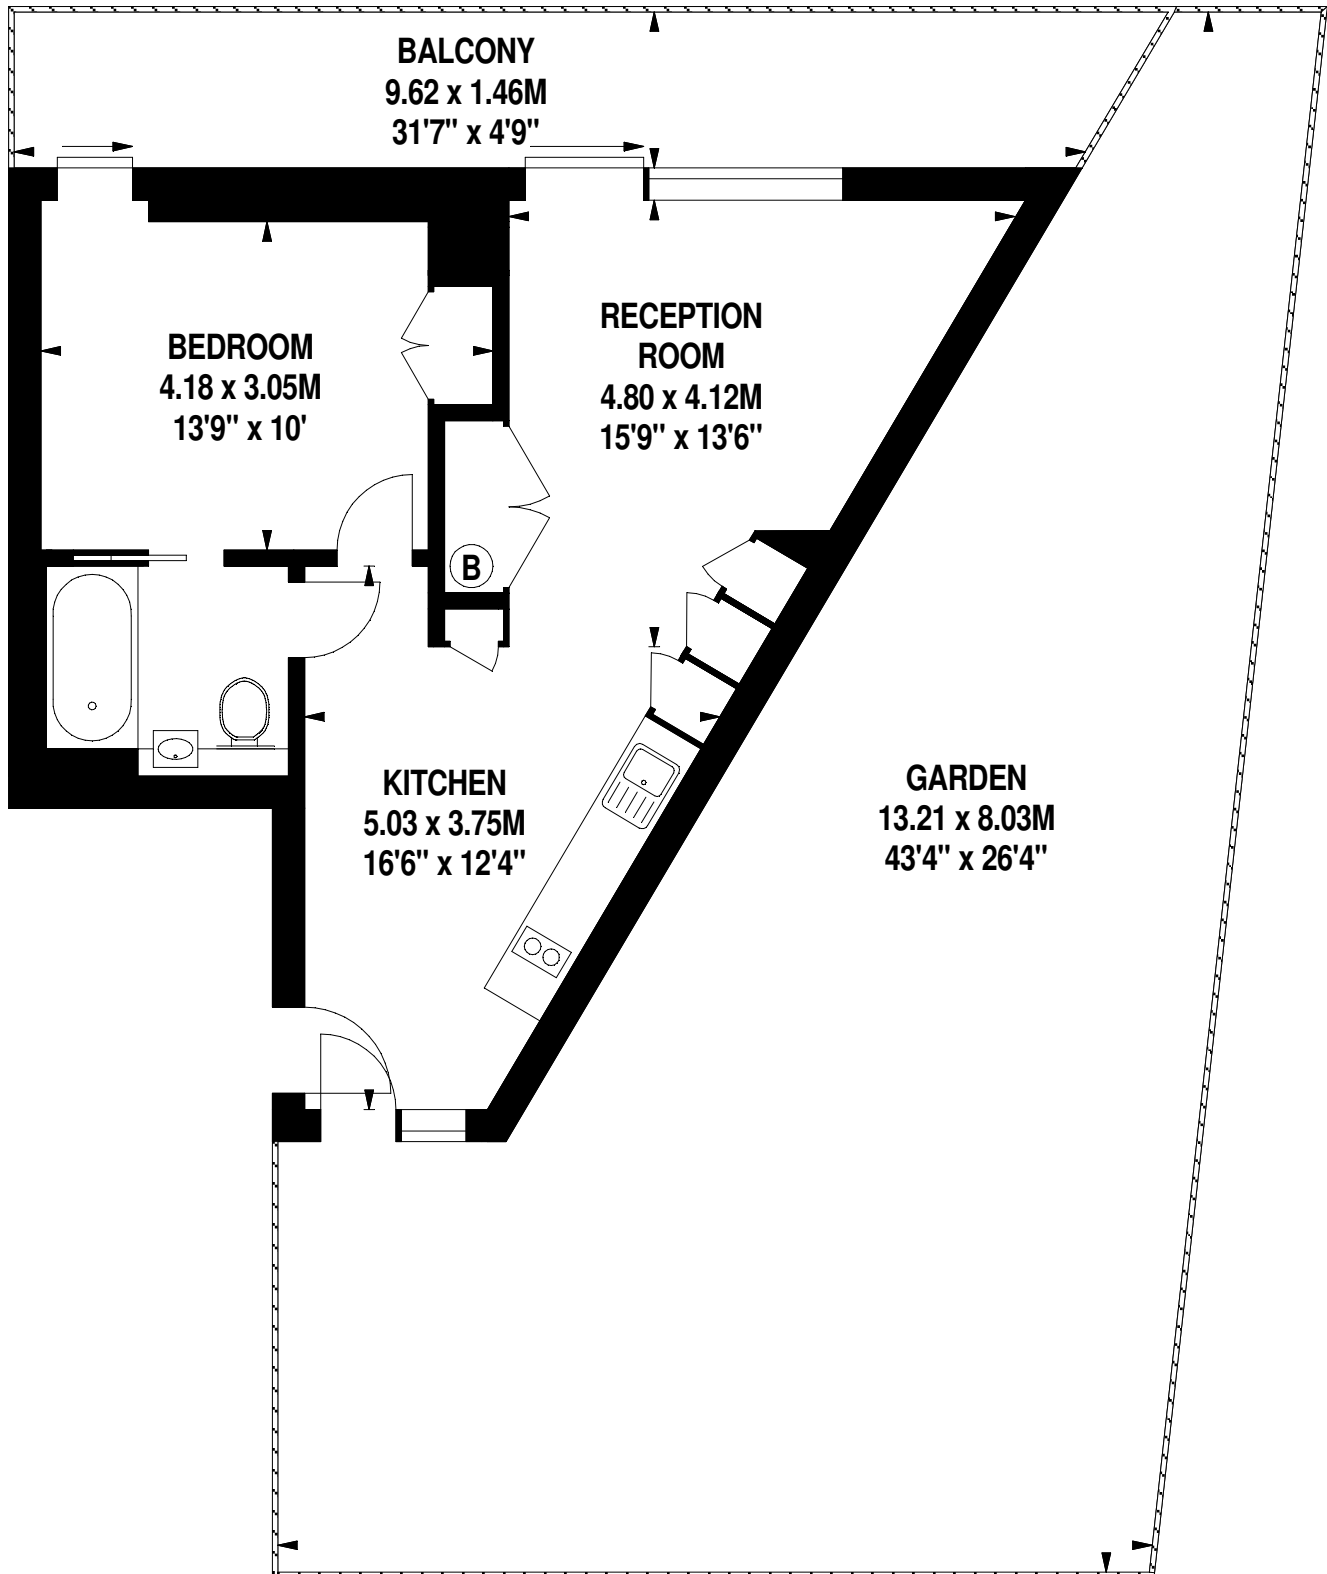 BALCONY
9.62 x 1.46M
31'7" x 4'9"
BEDROOM
4.18 x 3.05M
13'9" x 10'
RECEPTION
ROOM
4.80 x 4.12M
15'9" x 13'6"
B
KITCHEN
5.03 x 3.75M
16'6" x 12'4"
GARDEN
13.21 x 8.03M
43'4" x 26'4"